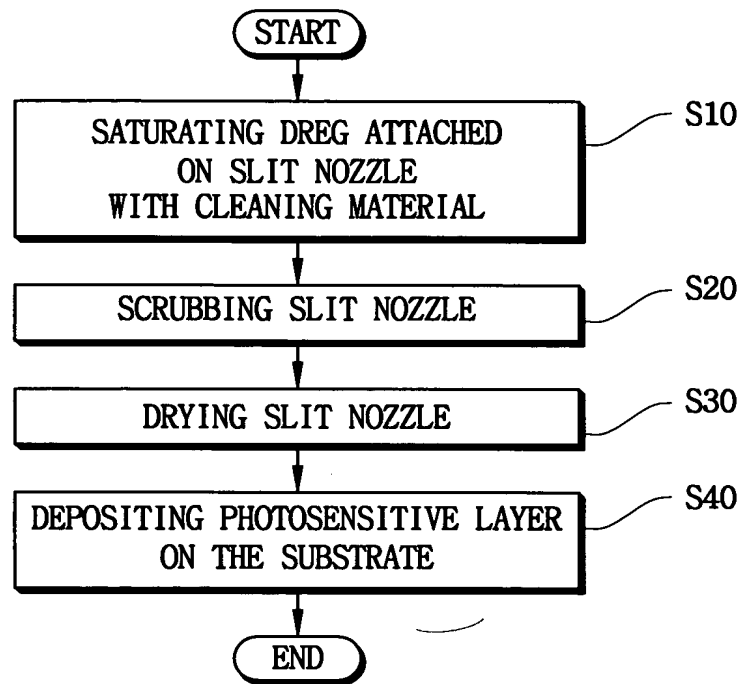 START
SATURATING DREG ATTACHED
ON SLIT NOZZLE
WITH CLEANING MATERIAL
S10
SCRUBBING SLIT NOZZLE
S20
DRYING SLIT NOZZLE
S30
DEPOSITING PHOTOSENSITIVE LAYER
ON THE SUBSTRATE
S40
END